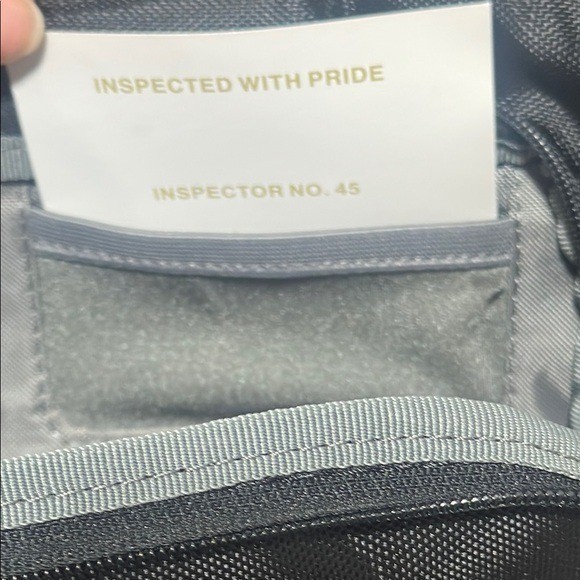 INSPECTED WITH PRIDE
INSPECTOR NO. 45